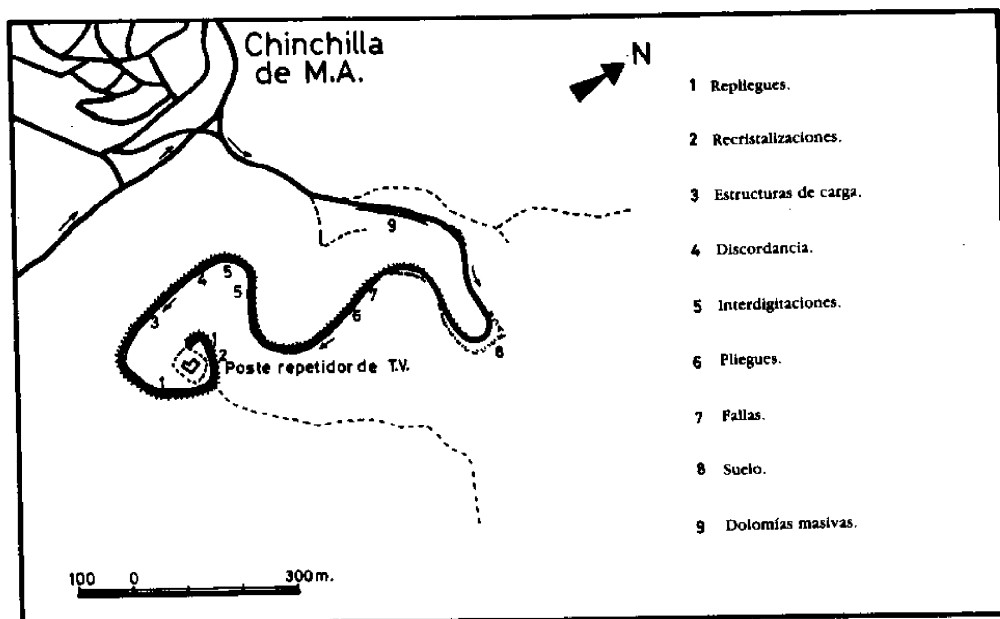 Chinchilla
de M.A.
N
1 Repliegues.
2 Recristalizaciones.
3 Estructuras de carga.
4 Discordancia.
5 Interdigitaciones.
6 Pliegues.
7 Fallas.
8 Suelo.
9 Dolomías masivas.
9
5
4
5
7
3
6
8
1
2
Poste repetidor de T.V.
1
100 0 300 m.